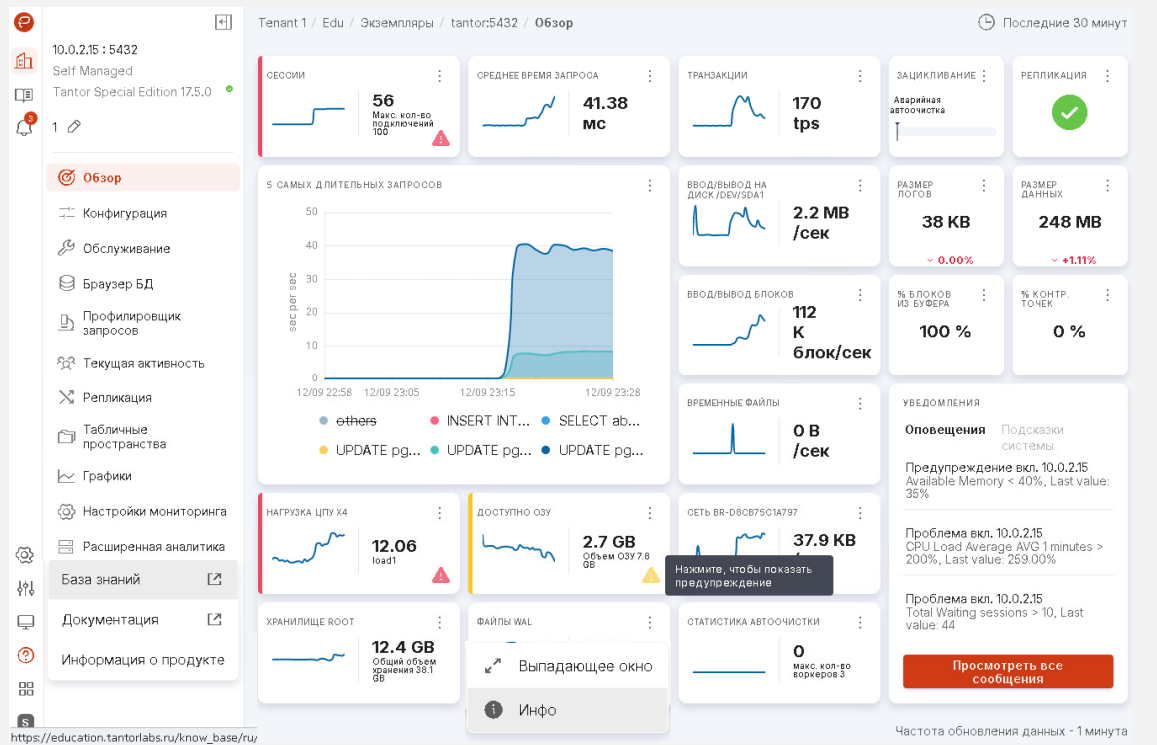 Tenant 1 / Edu / Экземпляры / tantor:5432 / Обзор
Последние 30 минут
10.0.2.15 : 5432
Self Managed
Tantor Special Edition 17.5.0
1
3
Обзор
Конфигурация
Обслуживание
Браузер БД
Профилировщик
запросов
Текущая активность
Репликация
Табличные
пространства
Графики
Настройки мониторинга
Расширенная аналитика
База знаний
Документация
Информация о продукте
S
https://education.tantorlabs.ru/know_base/ru/
СЕССИИ
56
Макс. кол-во
подключений
100
СРЕДНЕЕ ВРЕМЯ ЗАПРОСА
41.38
мс
ТРАНЗАКЦИИ
170
tps
ЗАЦИКЛИВАНИЕ
Аварийная
автоочистка
РЕПЛИКАЦИЯ
5 САМЫХ ДЛИТЕЛЬНЫХ ЗАПРОСОВ
sec per sec
50
40
30
20
10
0
12/09 22:58 12/09 23:05 12/09 23:15 12/09 23:28
others INSERT INT... SELECT ab...
UPDATE pg... UPDATE pg... UPDATE pg...
ВВОД/ВЫВОД НА
ДИСК /DEV/SDA1
2.2 MB
/сек
РАЗМЕР
ЛОГОВ
38 KB
0.00%
РАЗМЕР
ДАННЫХ
248 MB
+1.11%
ВВОД/ВЫВОД БЛОКОВ
112
K
блок/сек
% БЛОКОВ
ИЗ БУФЕРА
100 %
% КОНТР.
ТОЧЕК
0 %
ВРЕМЕННЫЕ ФАЙЛЫ
0 B
/сек
УВЕДОМЛЕНИЯ
Оповещения
Подсказки
системы
Предупреждение вкл. 10.0.2.15
Available Memory < 40%, Last value:
35%
Проблема вкл. 10.0.2.15
CPU Load Average AVG 1 minutes >
200%, Last value: 259.00%
Проблема вкл. 10.0.2.15
Total Waiting sessions > 10, Last
value: 44
Просмотреть все
сообщения
НАГРУЗКА ЦПУ X4
12.06
load1
ДОСТУПНО ОЗУ
2.7 GB
Объем ОЗУ 7.8
GB
СЕТЬ BR-D8CB75C1A797
37.9 KB
Нажмите, чтобы показать
предупреждение
ХРАНИЛИЩЕ ROOT
12.4 GB
Общий объем
хранения 38.1
GB
ФАЙЛЫ WAL
Выпадающее окно
Инфо
СТАТИСТИКА АВТООЧИСТКИ
0
макс. кол-во
воркеров 3
Частота обновления данных - 1 минута